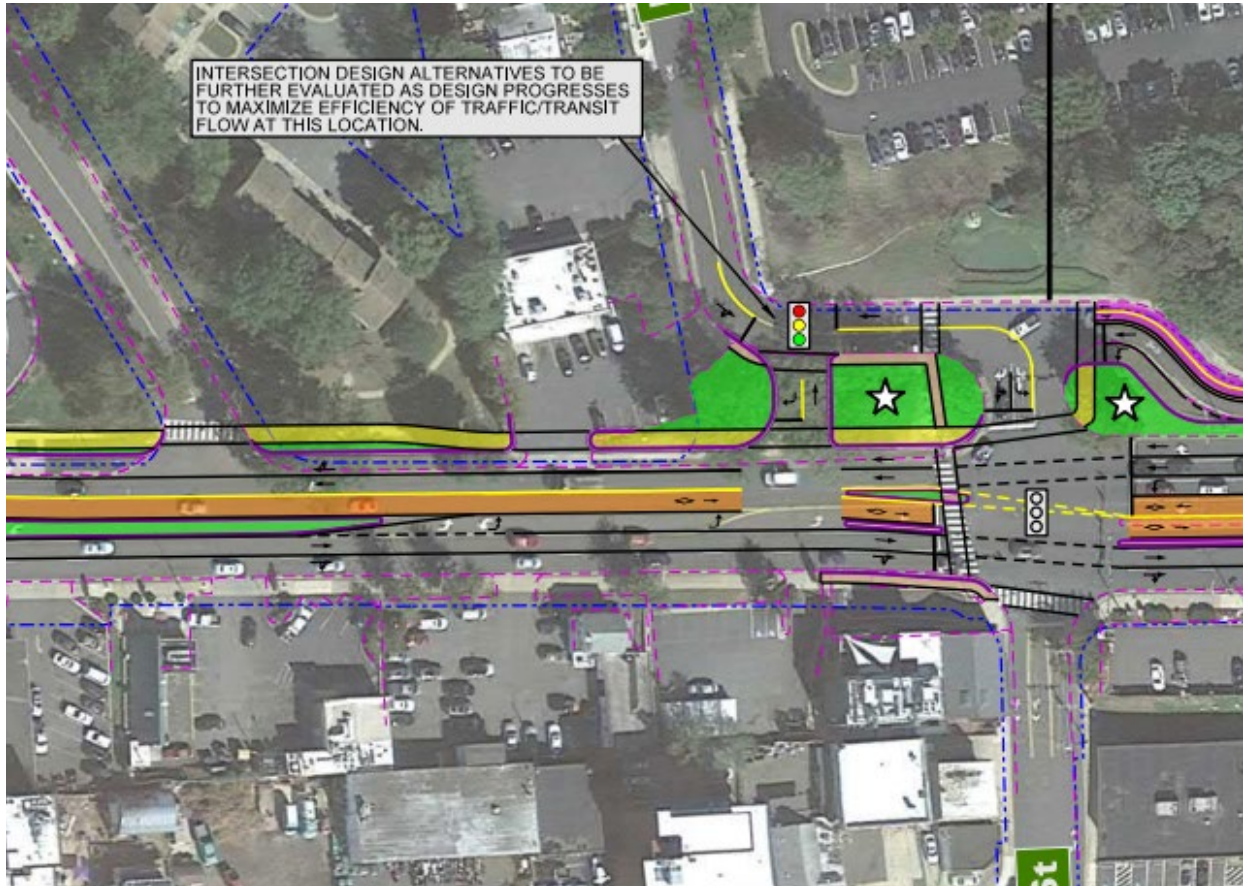 INTERSECTION DESIGN ALTERNATIVES TO BE
FURTHER EVALUATED AS DESIGN PROGRESSES
TO MAXIMIZE EFFICIENCY OF TRAFFIC/TRANSIT
FLOW AT THIS LOCATION.
St